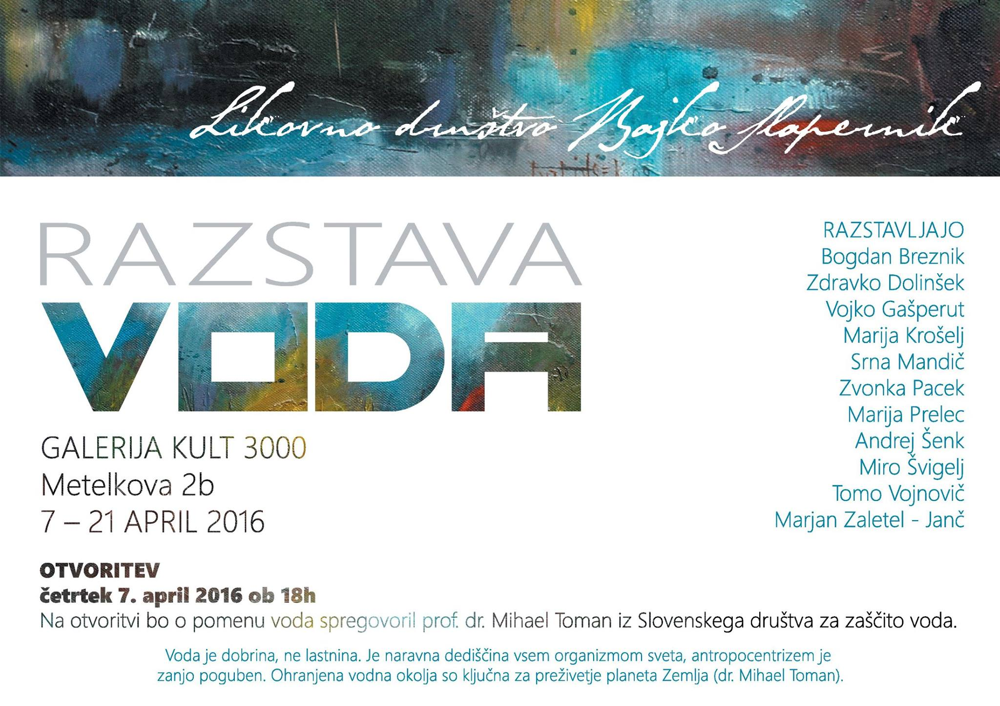 Likovno društvo Vojko Slapernik
RAZSTAVA
VODA
GALERIJA KULT 3000
Metelkova 2b
7 – 21 APRIL 2016
RAZSTAVLJAJO
Bogdan Breznik
Zdravko Dolinšek
Vojko Gašperut
Marija Krošelj
Srna Mandič
Zvonka Pacek
Marija Prelec
Andrej Šenk
Miro Švigelj
Tomo Vojnovič
Marjan Zaletel - Janč
OTVORITEV
četrtek 7. april 2016 ob 18h
Na otvoritvi bo o pomenu voda spregovoril prof. dr. Mihael Toman iz Slovenskega društva za zaščito voda.
Voda je dobrina, ne lastnina. Je naravna dediščina vsem organizmom sveta, antropocentrizem je
zanjo poguben. Ohranjena vodna okolja so ključna za preživetje planeta Zemlja (dr. Mihael Toman).